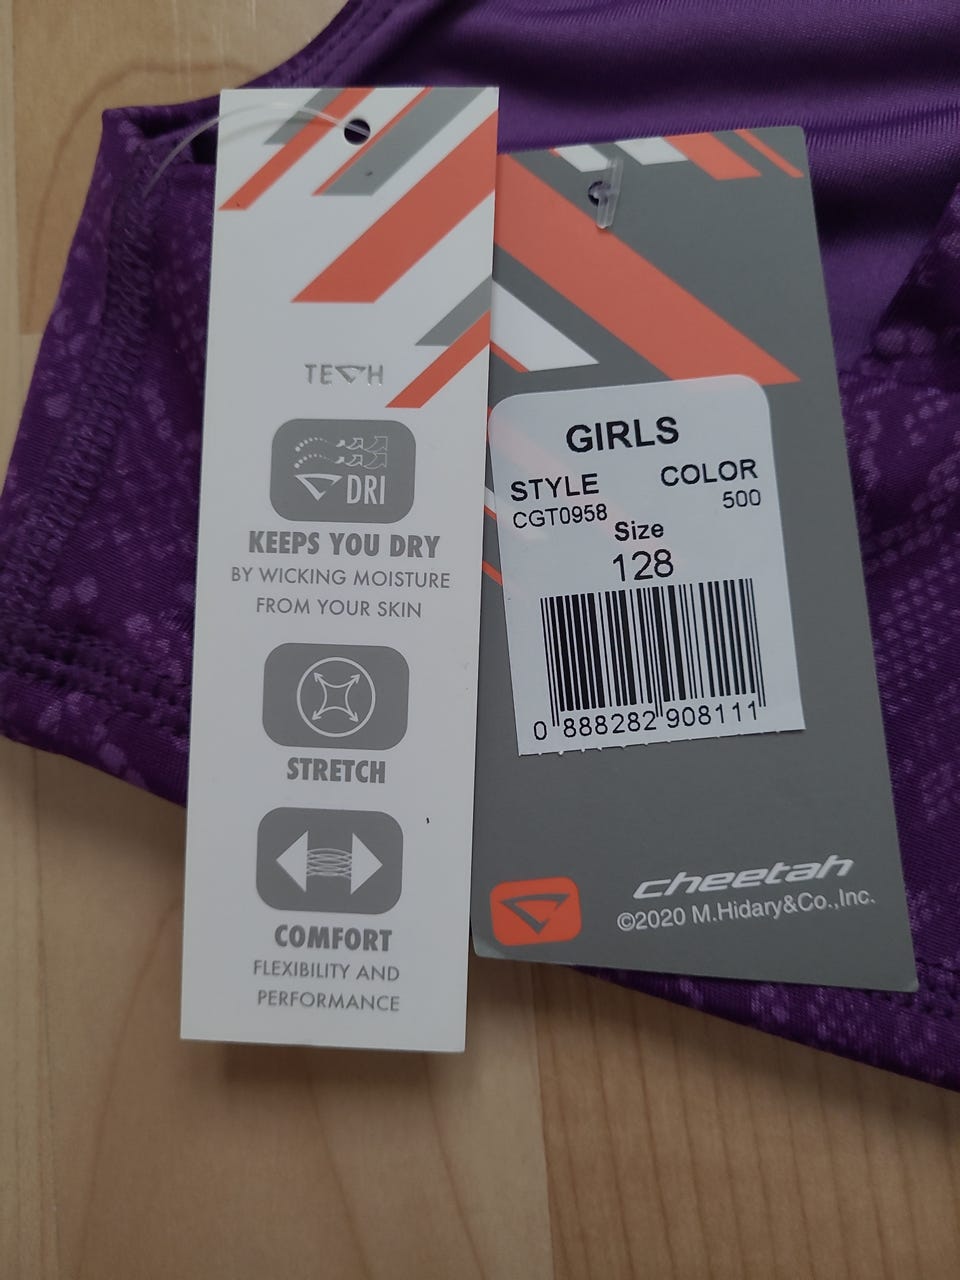 TECH
DRI
KEEPS YOU DRY
BY WICKING MOISTURE
FROM YOUR SKIN
STRETCH
COMFORT
FLEXIBILITY AND
PERFORMANCE
GIRLS
STYLE COLOR
CGT0958 500
Size
128
0 888282 908111
cheetah
©2020 M.Hidary&Co.,Inc.